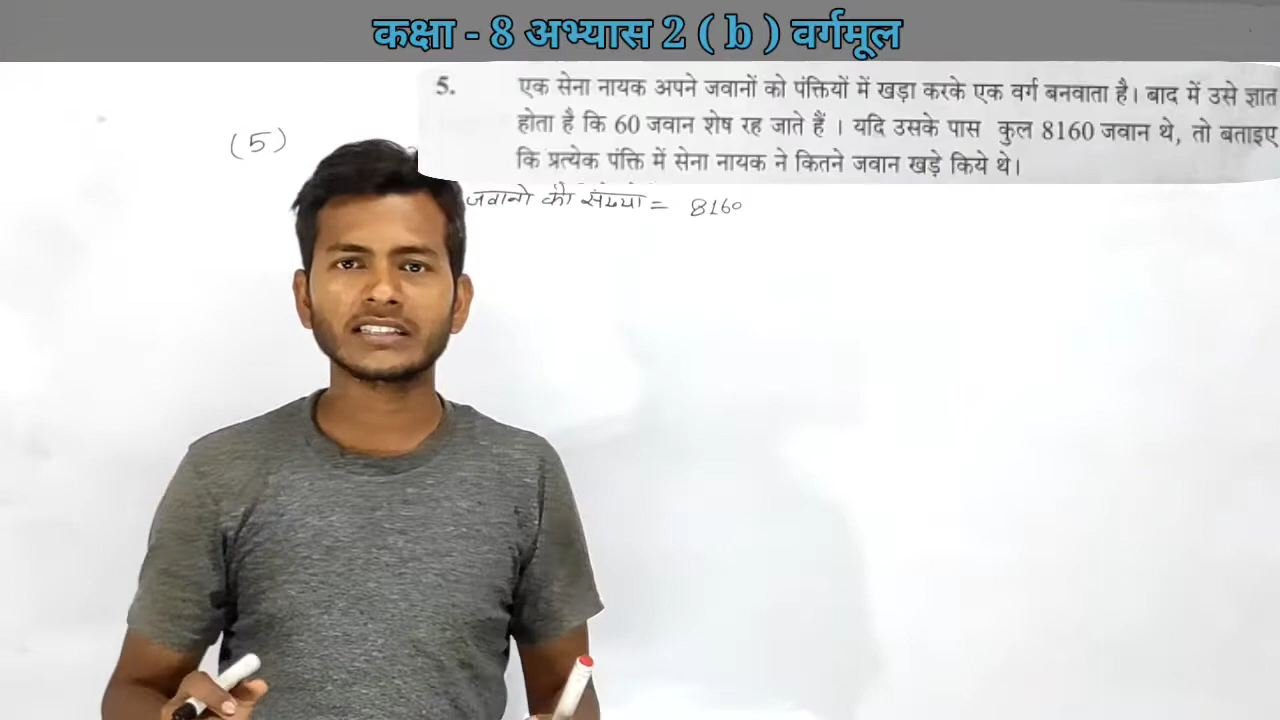 कक्षा - 8 अभ्यास 2 ( b ) वर्गमूल
5. एक सेना नायक अपने जवानों को पंक्तियों में खड़ा करके एक वर्ग बनवाता है। बाद में उसे ज्ञात
होता है कि 60 जवान शेष रह जाते हैं । यदि उसके पास कुल 8160 जवान थे, तो बताइए
कि प्रत्येक पंक्ति में सेना नायक ने कितने जवान खड़े किये थे।
(5)
जवानो की संख्या = 8160